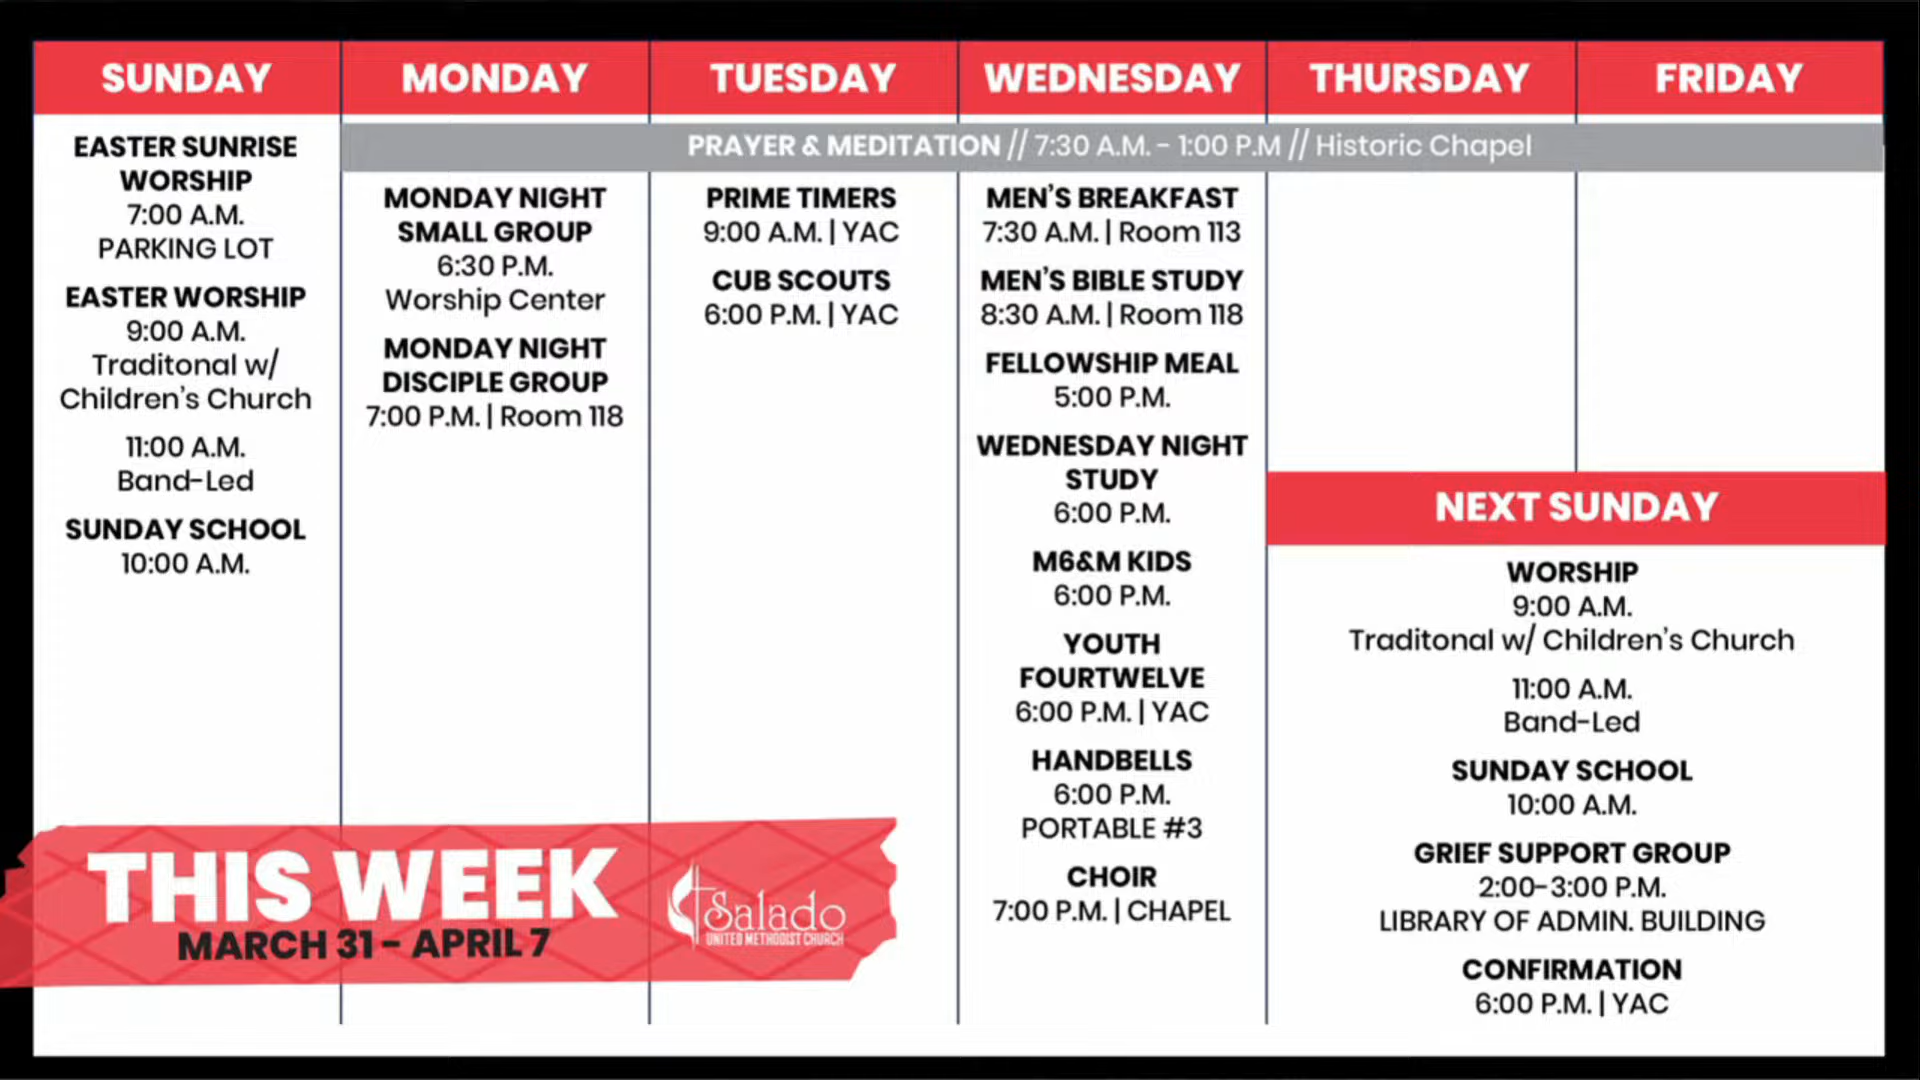 SUNDAY
MONDAY
TUESDAY
WEDNESDAY
THURSDAY
FRIDAY
PRAYER & MEDITATION // 7:30 A.M. - 1:00 P.M // Historic Chapel
EASTER SUNRISE
WORSHIP
7:00 A.M.
PARKING LOT
EASTER WORSHIP
9:00 A.M.
Traditonal w/
Children's Church
11:00 A.M.
Band-Led
SUNDAY SCHOOL
10:00 A.M.
MONDAY NIGHT
SMALL GROUP
6:30 P.M.
Worship Center
MONDAY NIGHT
DISCIPLE GROUP
7:00 P.M. | Room 118
PRIME TIMERS
9:00 A.M. | YAC
CUB SCOUTS
6:00 P.M. | YAC
MEN'S BREAKFAST
7:30 A.M. | Room 113
MEN'S BIBLE STUDY
8:30 A.M. | Room 118
FELLOWSHIP MEAL
5:00 P.M.
WEDNESDAY NIGHT
STUDY
6:00 P.M.
M6&M KIDS
6:00 P.M.
YOUTH
FOURTWELVE
6:00 P.M. | YAC
HANDBELLS
6:00 P.M.
PORTABLE #3
CHOIR
7:00 P.M. | CHAPEL
NEXT SUNDAY
WORSHIP
9:00 A.M.
Traditonal w/ Children's Church
11:00 A.M.
Band-Led
SUNDAY SCHOOL
10:00 A.M.
GRIEF SUPPORT GROUP
2:00-3:00 P.M.
LIBRARY OF ADMIN. BUILDING
CONFIRMATION
6:00 P.M. | YAC
THIS WEEK
MARCH 31 - APRIL 7
Salado
UNITED METHODIST CHURCH